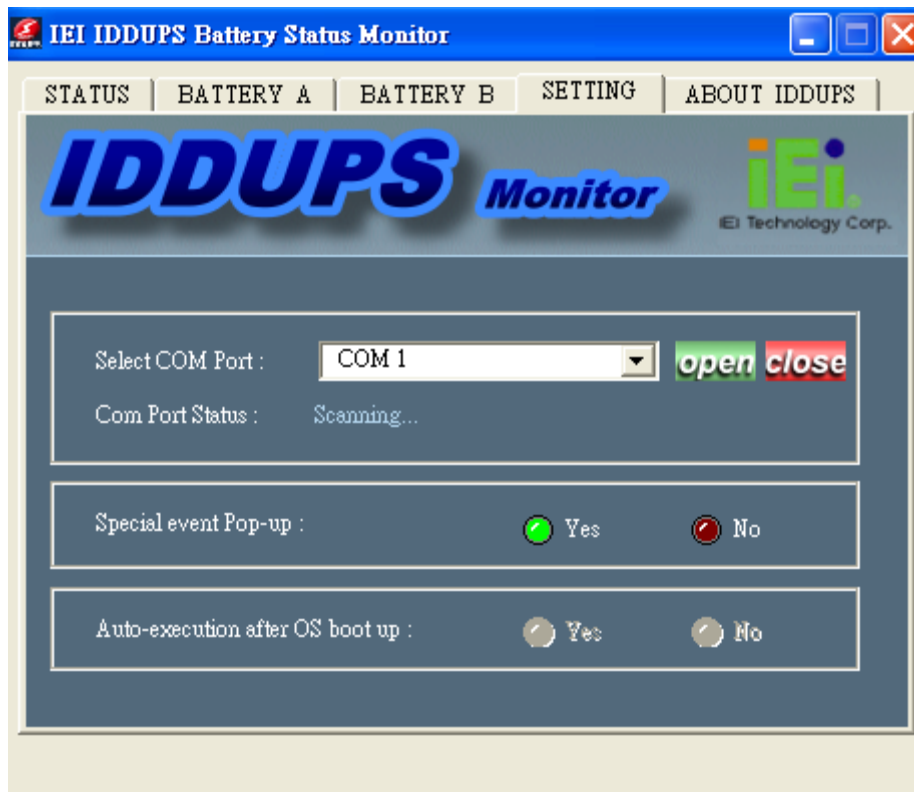 IEI IDDUPS Battery Status Monitor
STATUS BATTERY A BATTERY B SETTING ABOUT IDDUPS
IDDUPS Monitor
iEi
IEI Technology Corp.
Select COM Port : COM 1 open close
Com Port Status : Scanning...
Special event Pop-up : Yes No
Auto-execution after OS boot up : Yes No